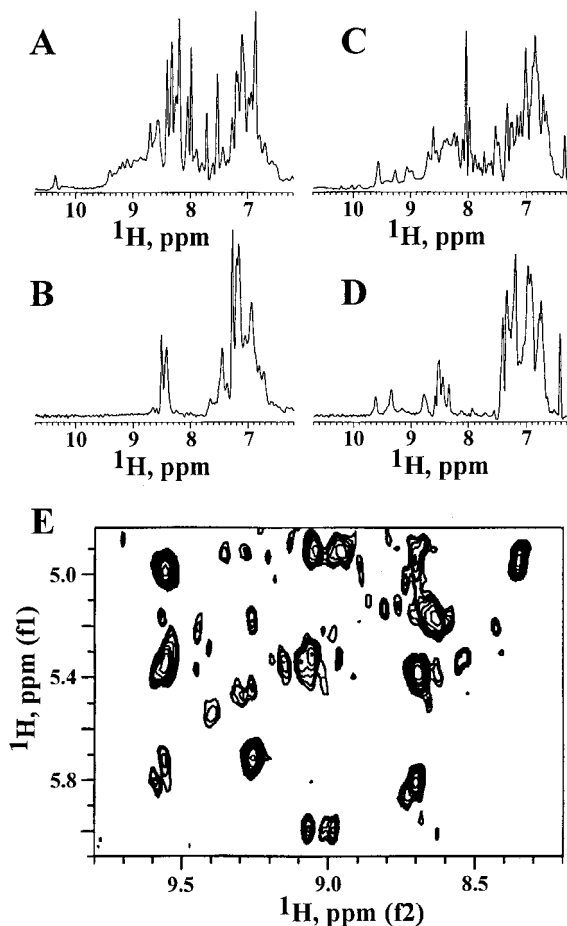 A
C
10 9 8 7
10 9 8 7
¹H, ppm
¹H, ppm
B
D
10 9 8 7
10 9 8 7
¹H, ppm
¹H, ppm
E
5.0
5.4
5.8
¹H, ppm (f1)
9.5 9.0 8.5
¹H, ppm (f2)